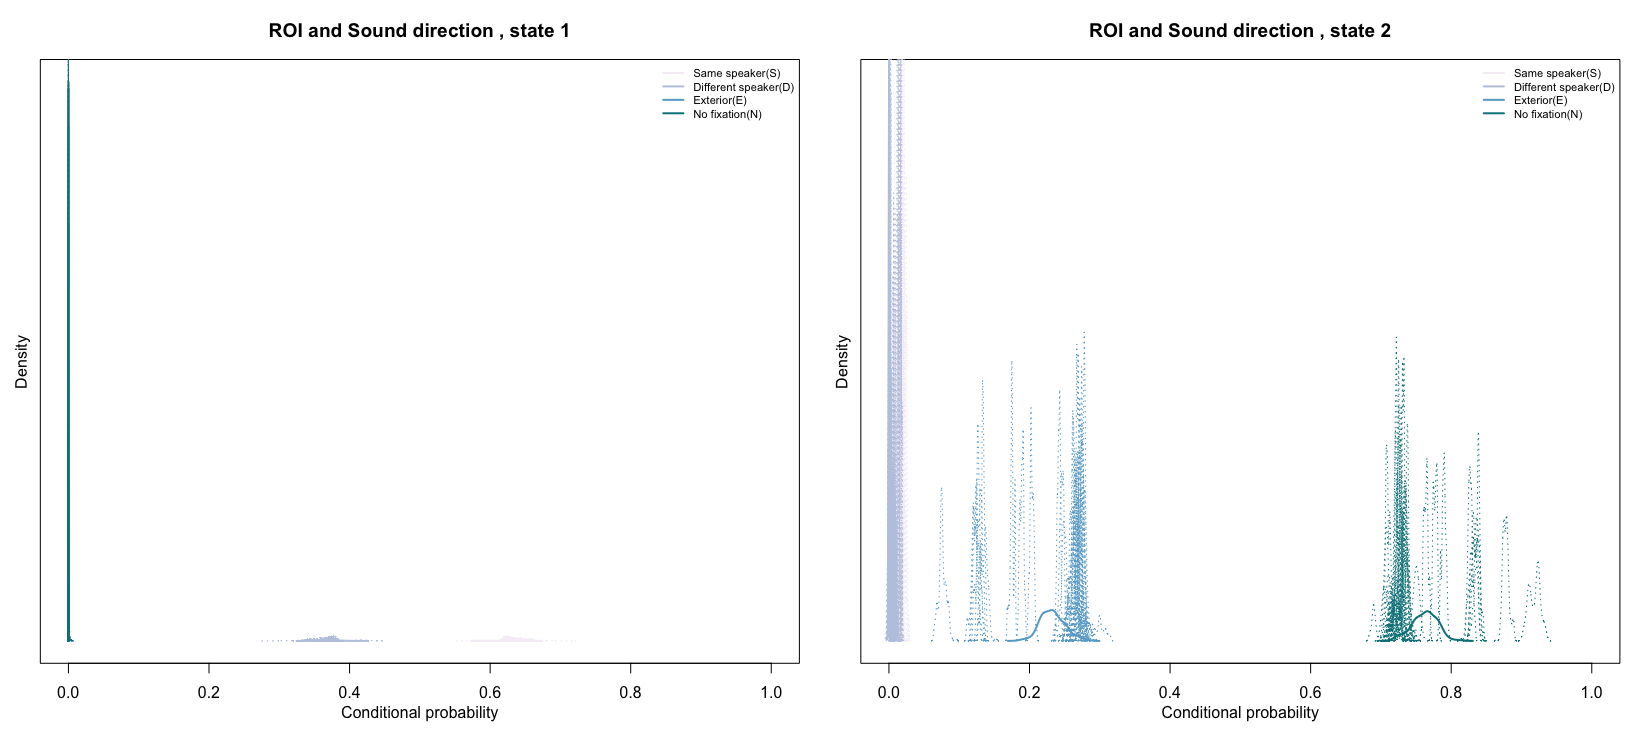 ROI and Sound direction , state 1
Same speaker(S)
Different speaker(D)
Exterior(E)
No fixation(N)
Density
0.0 0.2 0.4 0.6 0.8 1.0
Conditional probability
ROI and Sound direction , state 2
Same speaker(S)
Different speaker(D)
Exterior(E)
No fixation(N)
Density
0.0 0.2 0.4 0.6 0.8 1.0
Conditional probability